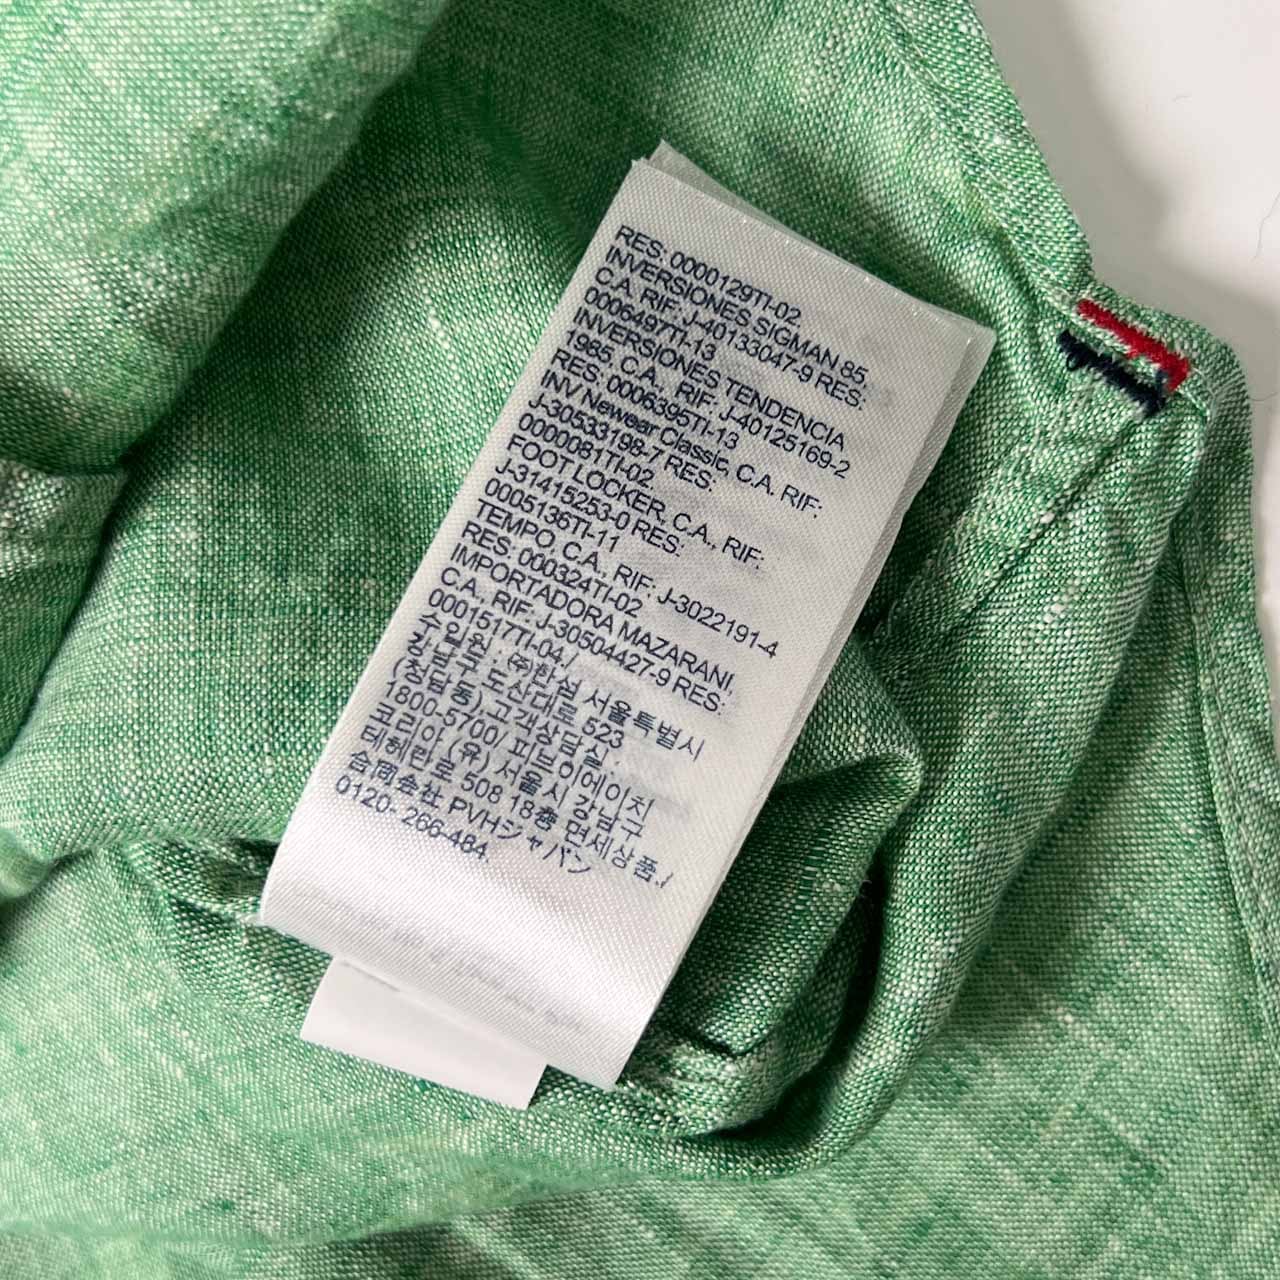 RES: 0000129TI-02
INVERSIONES SIGMAN 85,
C.A. RIF: J-40133047-9 RES:
0006497TI-13
INVERSIONES TENDENCIA
1985, C.A., RIF: J-40125169-2
RES: 0006395TI-13
INV Newear Classic, C.A. RIF:
J-30533198-7 RES:
0000081TI-02
FOOT LOCKER, C.A., RIF:
J-31415253-0 RES:
0005136TI-11
TEMPO, C.A., RIF: J-3022191-4
RES: 000324TI-02
IMPORTADORA MAZARANI,
C.A., RIF: J-30504427-9 RES:
0001517TI-04./
수입원 : ㈜한섬 서울특별시
강남구 도산대로 523
(청담동) 고객상담실 :
1800-5700/ 피브이에이치
코리아 (유) 서울시 강남구
테헤란로 508 18층 면세상품./
合同会社 PVHジャパン
0120- 266-484